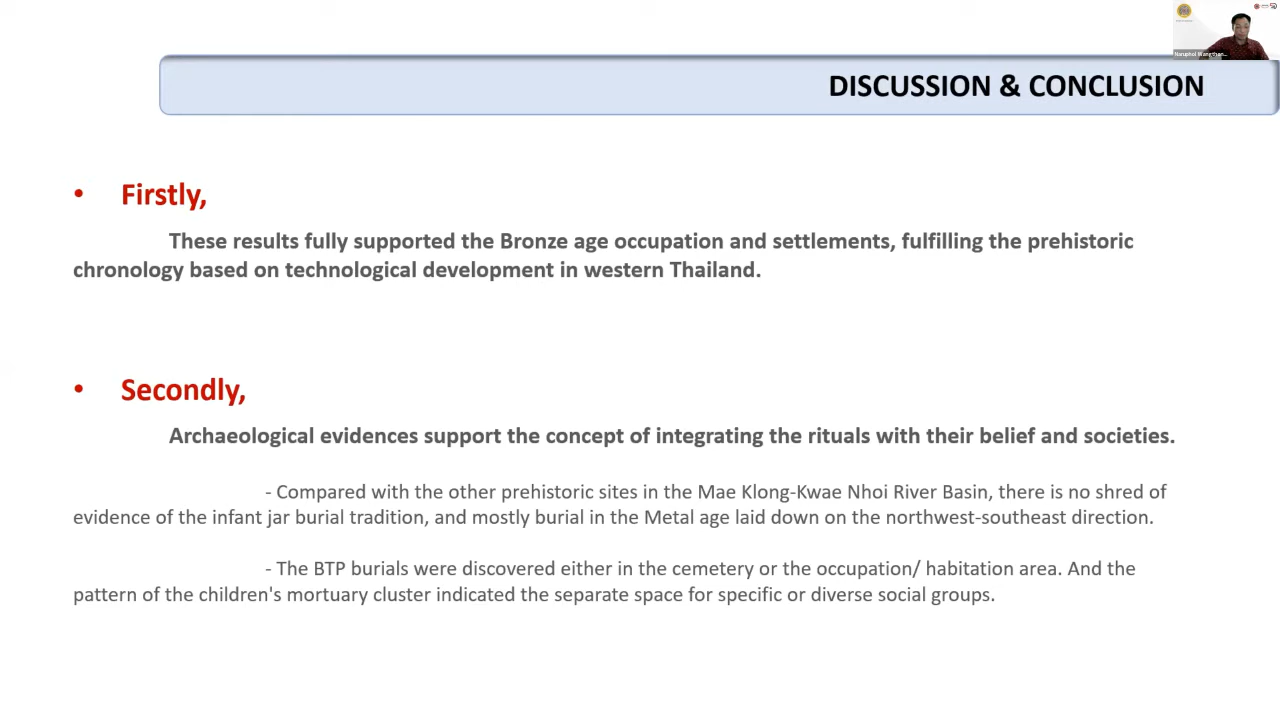 DISCUSSION & CONCLUSION
• Firstly,
These results fully supported the Bronze age occupation and settlements, fulfilling the prehistoric
chronology based on technological development in western Thailand.
• Secondly,
Archaeological evidences support the concept of integrating the rituals with their belief and societies.
- Compared with the other prehistoric sites in the Mae Klong-Kwae Nhoi River Basin, there is no shred of
evidence of the infant jar burial tradition, and mostly burial in the Metal age laid down on the northwest-southeast direction.
- The BTP burials were discovered either in the cemetery or the occupation/ habitation area. And the
pattern of the children's mortuary cluster indicated the separate space for specific or diverse social groups.